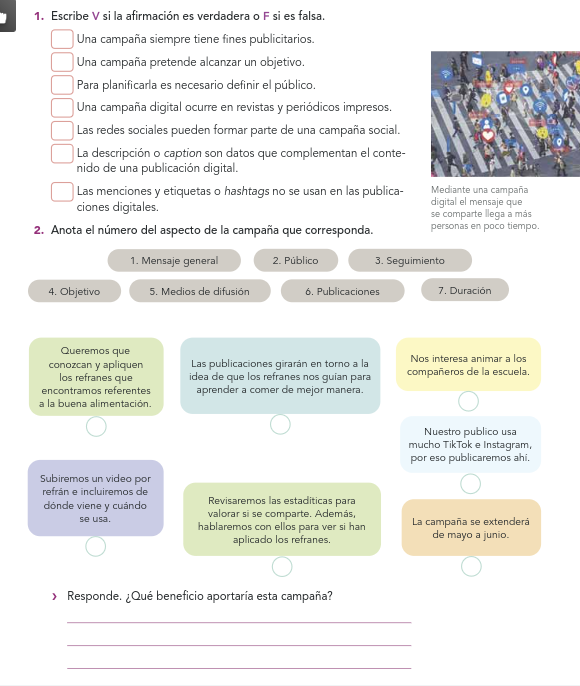 1. Escribe V si la afirmación es verdadera o F si es falsa.
Una campaña siempre tiene fines publicitarios.
Una campaña pretende alcanzar un objetivo.
Para planificarla es necesario definir el público.
Una campaña digital ocurre en revistas y periódicos impresos.
Las redes sociales pueden formar parte de una campaña social.
La descripción o caption son datos que complementan el conte-
nido de una publicación digital.
Las menciones y etiquetas o hashtags no se usan en las publica-
ciones digitales.
Mediante una campaña
digital el mensaje que
se comparte llega a más
personas en poco tiempo.
2. Anota el número del aspecto de la campaña que corresponda.
1. Mensaje general
2. Público
3. Seguimiento
4. Objetivo
5. Medios de difusión
6. Publicaciones
7. Duración
Queremos que
conozcan y apliquen
los refranes que
encontramos referentes
a la buena alimentación.
Las publicaciones girarán en torno a la
idea de que los refranes nos guían para
aprender a comer de mejor manera.
Nos interesa animar a los
compañeros de la escuela.
Nuestro publico usa
mucho TikTok e Instagram,
por eso publicaremos ahí.
Subiremos un video por
refrán e incluiremos de
dónde viene y cuándo
se usa.
Revisaremos las estadíticas para
valorar si se comparte. Además,
hablaremos con ellos para ver si han
aplicado los refranes.
La campaña se extenderá
de mayo a junio.
› Responde. ¿Qué beneficio aportaría esta campaña?